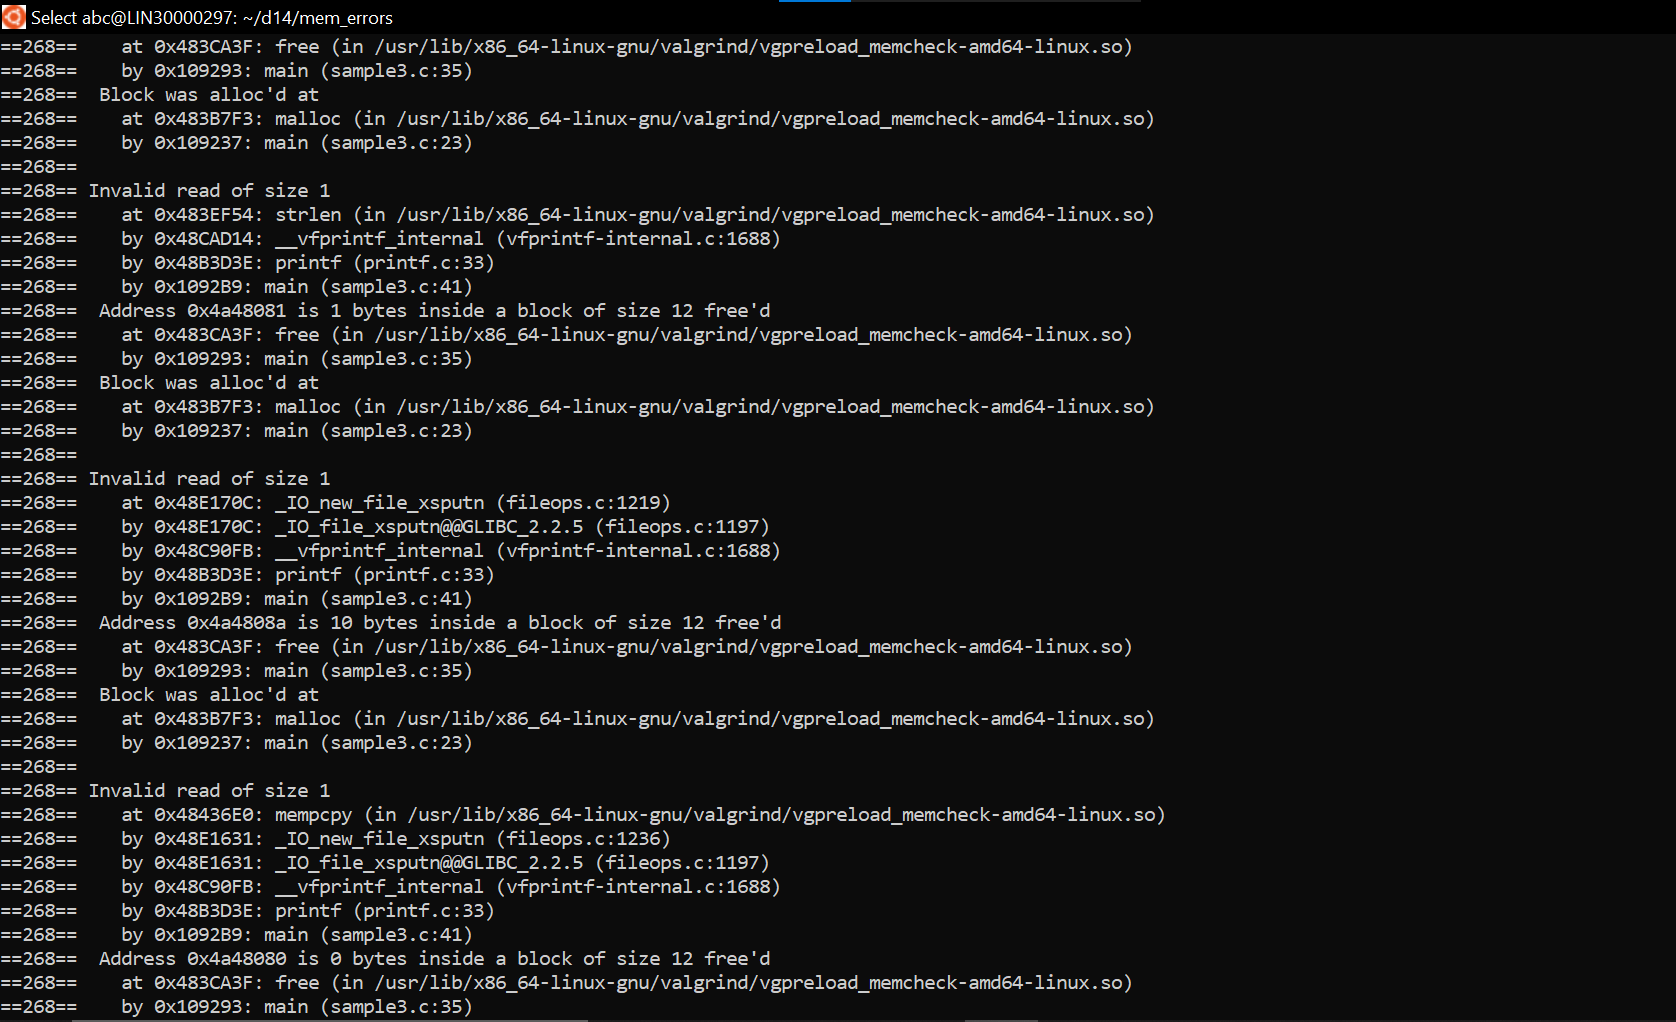 Select abc@LIN30000297: ~/d14/mem_errors
==268==    at 0x483CA3F: free (in /usr/lib/x86_64-linux-gnu/valgrind/vgpreload_memcheck-amd64-linux.so)
==268==    by 0x109293: main (sample3.c:35)
==268==  Block was alloc'd at
==268==    at 0x483B7F3: malloc (in /usr/lib/x86_64-linux-gnu/valgrind/vgpreload_memcheck-amd64-linux.so)
==268==    by 0x109237: main (sample3.c:23)
==268==
==268== Invalid read of size 1
==268==    at 0x483EF54: strlen (in /usr/lib/x86_64-linux-gnu/valgrind/vgpreload_memcheck-amd64-linux.so)
==268==    by 0x48CAD14: __vfprintf_internal (vfprintf-internal.c:1688)
==268==    by 0x48B3D3E: printf (printf.c:33)
==268==    by 0x1092B9: main (sample3.c:41)
==268==  Address 0x4a48081 is 1 bytes inside a block of size 12 free'd
==268==    at 0x483CA3F: free (in /usr/lib/x86_64-linux-gnu/valgrind/vgpreload_memcheck-amd64-linux.so)
==268==    by 0x109293: main (sample3.c:35)
==268==  Block was alloc'd at
==268==    at 0x483B7F3: malloc (in /usr/lib/x86_64-linux-gnu/valgrind/vgpreload_memcheck-amd64-linux.so)
==268==    by 0x109237: main (sample3.c:23)
==268==
==268== Invalid read of size 1
==268==    at 0x48E170C: _IO_new_file_xsputn (fileops.c:1219)
==268==    by 0x48E170C: _IO_file_xsputn@@GLIBC_2.2.5 (fileops.c:1197)
==268==    by 0x48C90FB: __vfprintf_internal (vfprintf-internal.c:1688)
==268==    by 0x48B3D3E: printf (printf.c:33)
==268==    by 0x1092B9: main (sample3.c:41)
==268==  Address 0x4a4808a is 10 bytes inside a block of size 12 free'd
==268==    at 0x483CA3F: free (in /usr/lib/x86_64-linux-gnu/valgrind/vgpreload_memcheck-amd64-linux.so)
==268==    by 0x109293: main (sample3.c:35)
==268==  Block was alloc'd at
==268==    at 0x483B7F3: malloc (in /usr/lib/x86_64-linux-gnu/valgrind/vgpreload_memcheck-amd64-linux.so)
==268==    by 0x109237: main (sample3.c:23)
==268==
==268== Invalid read of size 1
==268==    at 0x48436E0: mempcpy (in /usr/lib/x86_64-linux-gnu/valgrind/vgpreload_memcheck-amd64-linux.so)
==268==    by 0x48E1631: _IO_new_file_xsputn (fileops.c:1236)
==268==    by 0x48E1631: _IO_file_xsputn@@GLIBC_2.2.5 (fileops.c:1197)
==268==    by 0x48C90FB: __vfprintf_internal (vfprintf-internal.c:1688)
==268==    by 0x48B3D3E: printf (printf.c:33)
==268==    by 0x1092B9: main (sample3.c:41)
==268==  Address 0x4a48080 is 0 bytes inside a block of size 12 free'd
==268==    at 0x483CA3F: free (in /usr/lib/x86_64-linux-gnu/valgrind/vgpreload_memcheck-amd64-linux.so)
==268==    by 0x109293: main (sample3.c:35)